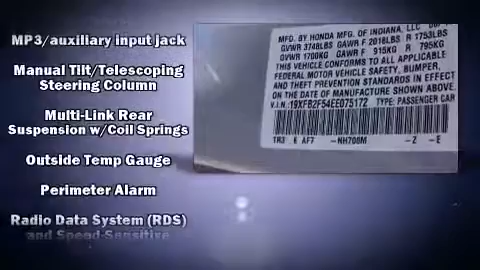 MP3/auxiliary input jack
Manual Tilt/Telescoping
Steering Column
Multi-Link Rear
Suspension w/Coil Springs
Outside Temp Gauge
Perimeter Alarm
Radio Data System (RDS)
and Speed-Sensitive
MFD. BY HONDA MFG. OF INDIANA, LLC
GVWR 3748LBS GAWR F 2018LBS R 1753LBS
GVWR 1700KG GAWR F 915KG R 795KG
THIS VEHICLE CONFORMS TO ALL APPLICABLE
FEDERAL MOTOR VEHICLE SAFETY, BUMPER,
AND THEFT PREVENTION STANDARDS IN EFFECT
ON THE DATE OF MANUFACTURE SHOWN ABOVE.
V.I.N.:19XFB2F54EE075172 TYPE: PASSENGER CAR
AF7 -NH706M -Z -E